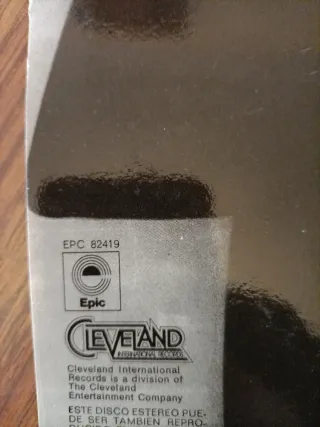 EPC 82419
Epic
CLEVELAND
INTERNATIONAL RECORDS
Cleveland International
Records is a division of
The Cleveland
Entertainment Company
ESTE DISCO ESTEREO PUE-
DE SER TAMBIEN REPRO-